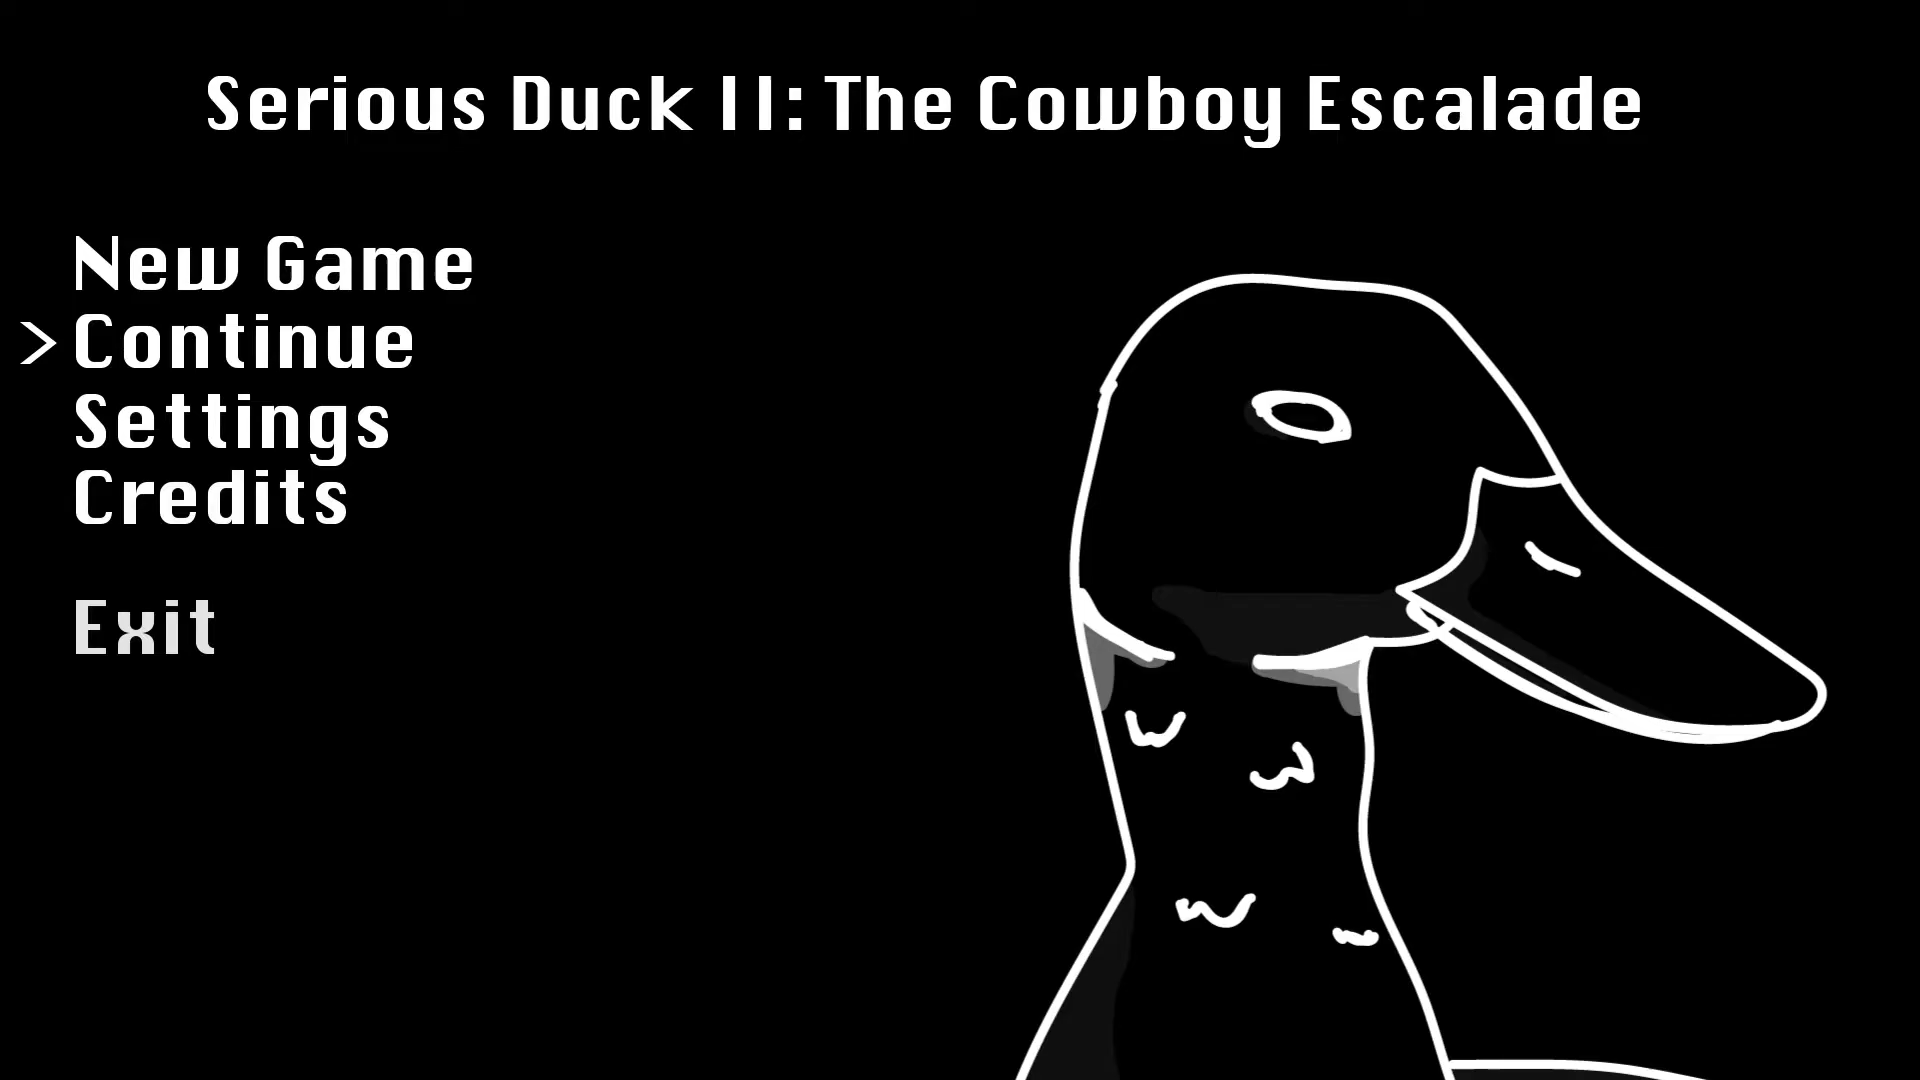 Serious Duck II: The Cowboy Escalade
New Game
> Continue
Settings
Credits
Exit